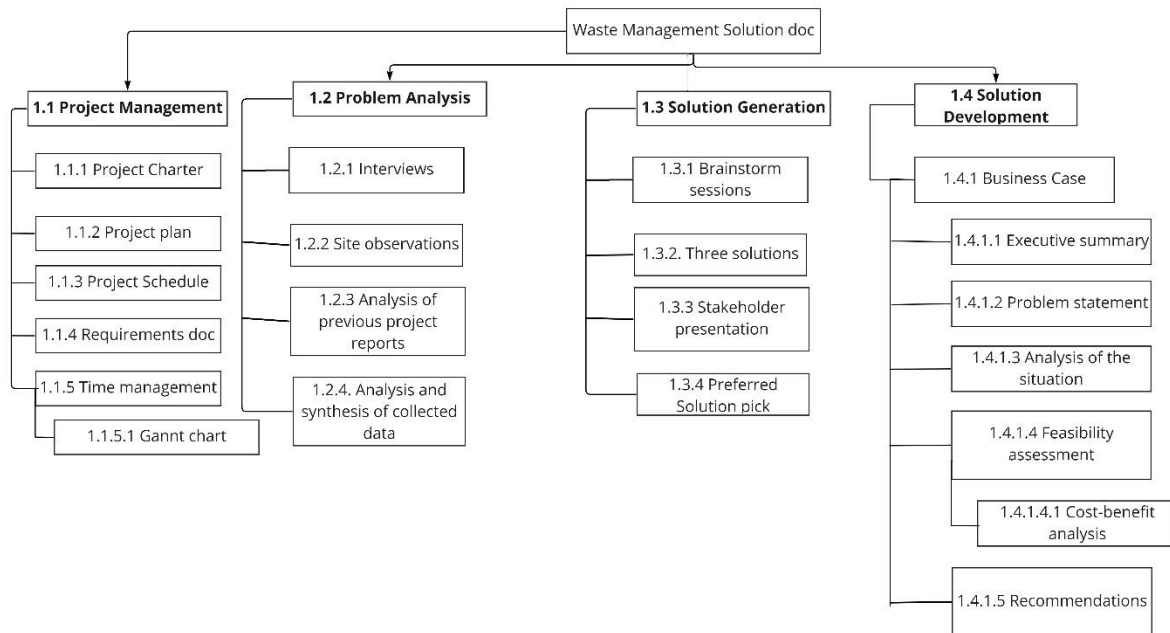 Waste Management Solution doc
1.1 Project Management
1.1.1 Project Charter
1.1.2 Project plan
1.1.3 Project Schedule
1.1.4 Requirements doc
1.1.5 Time management
1.1.5.1 Gannt chart
1.2 Problem Analysis
1.2.1 Interviews
1.2.2 Site observations
1.2.3 Analysis of
previous project
reports
1.2.4. Analysis and
synthesis of collected
data
1.3 Solution Generation
1.3.1 Brainstorm
sessions
1.3.2. Three solutions
1.3.3 Stakeholder
presentation
1.3.4 Preferred
Solution pick
1.4 Solution
Development
1.4.1 Business Case
1.4.1.1 Executive summary
1.4.1.2 Problem statement
1.4.1.3 Analysis of the
situation
1.4.1.4 Feasibility
assessment
1.4.1.4.1 Cost-benefit
analysis
1.4.1.5 Recommendations